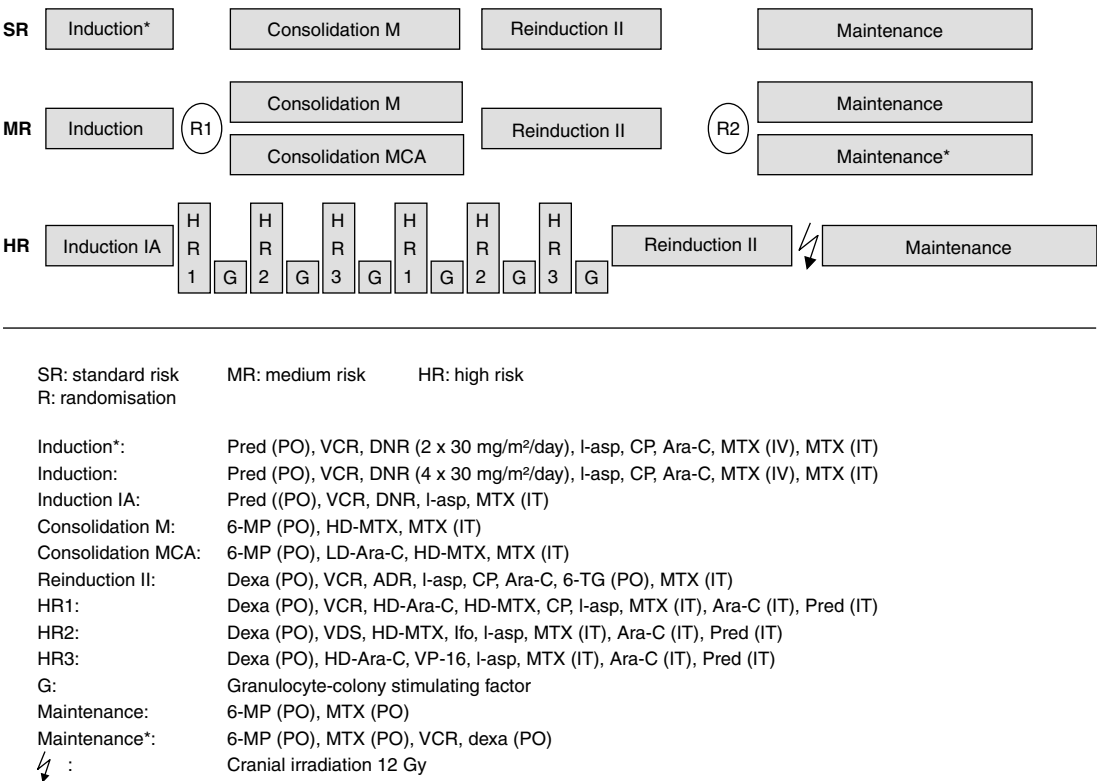 SR Induction* Consolidation M Reinduction II Maintenance
Consolidation M Maintenance
MR Induction R1 Reinduction II R2
Consolidation MCA Maintenance*
HR Induction IA HR1 G HR2 G HR3 G HR1 G HR2 G HR3 G Reinduction II Maintenance
SR: standard risk MR: medium risk HR: high risk
R: randomisation
Induction*: Pred (PO), VCR, DNR (2 x 30 mg/m²/day), l-asp, CP, Ara-C, MTX (IV), MTX (IT)
Induction: Pred (PO), VCR, DNR (4 x 30 mg/m²/day), l-asp, CP, Ara-C, MTX (IV), MTX (IT)
Induction IA: Pred ((PO), VCR, DNR, l-asp, MTX (IT)
Consolidation M: 6-MP (PO), HD-MTX, MTX (IT)
Consolidation MCA: 6-MP (PO), LD-Ara-C, HD-MTX, MTX (IT)
Reinduction II: Dexa (PO), VCR, ADR, l-asp, CP, Ara-C, 6-TG (PO), MTX (IT)
HR1: Dexa (PO), VCR, HD-Ara-C, HD-MTX, CP, l-asp, MTX (IT), Ara-C (IT), Pred (IT)
HR2: Dexa (PO), VDS, HD-MTX, Ifo, l-asp, MTX (IT), Ara-C (IT), Pred (IT)
HR3: Dexa (PO), HD-Ara-C, VP-16, l-asp, MTX (IT), Ara-C (IT), Pred (IT)
G: Granulocyte-colony stimulating factor
Maintenance: 6-MP (PO), MTX (PO)
Maintenance*: 6-MP (PO), MTX (PO), VCR, dexa (PO)
: Cranial irradiation 12 Gy